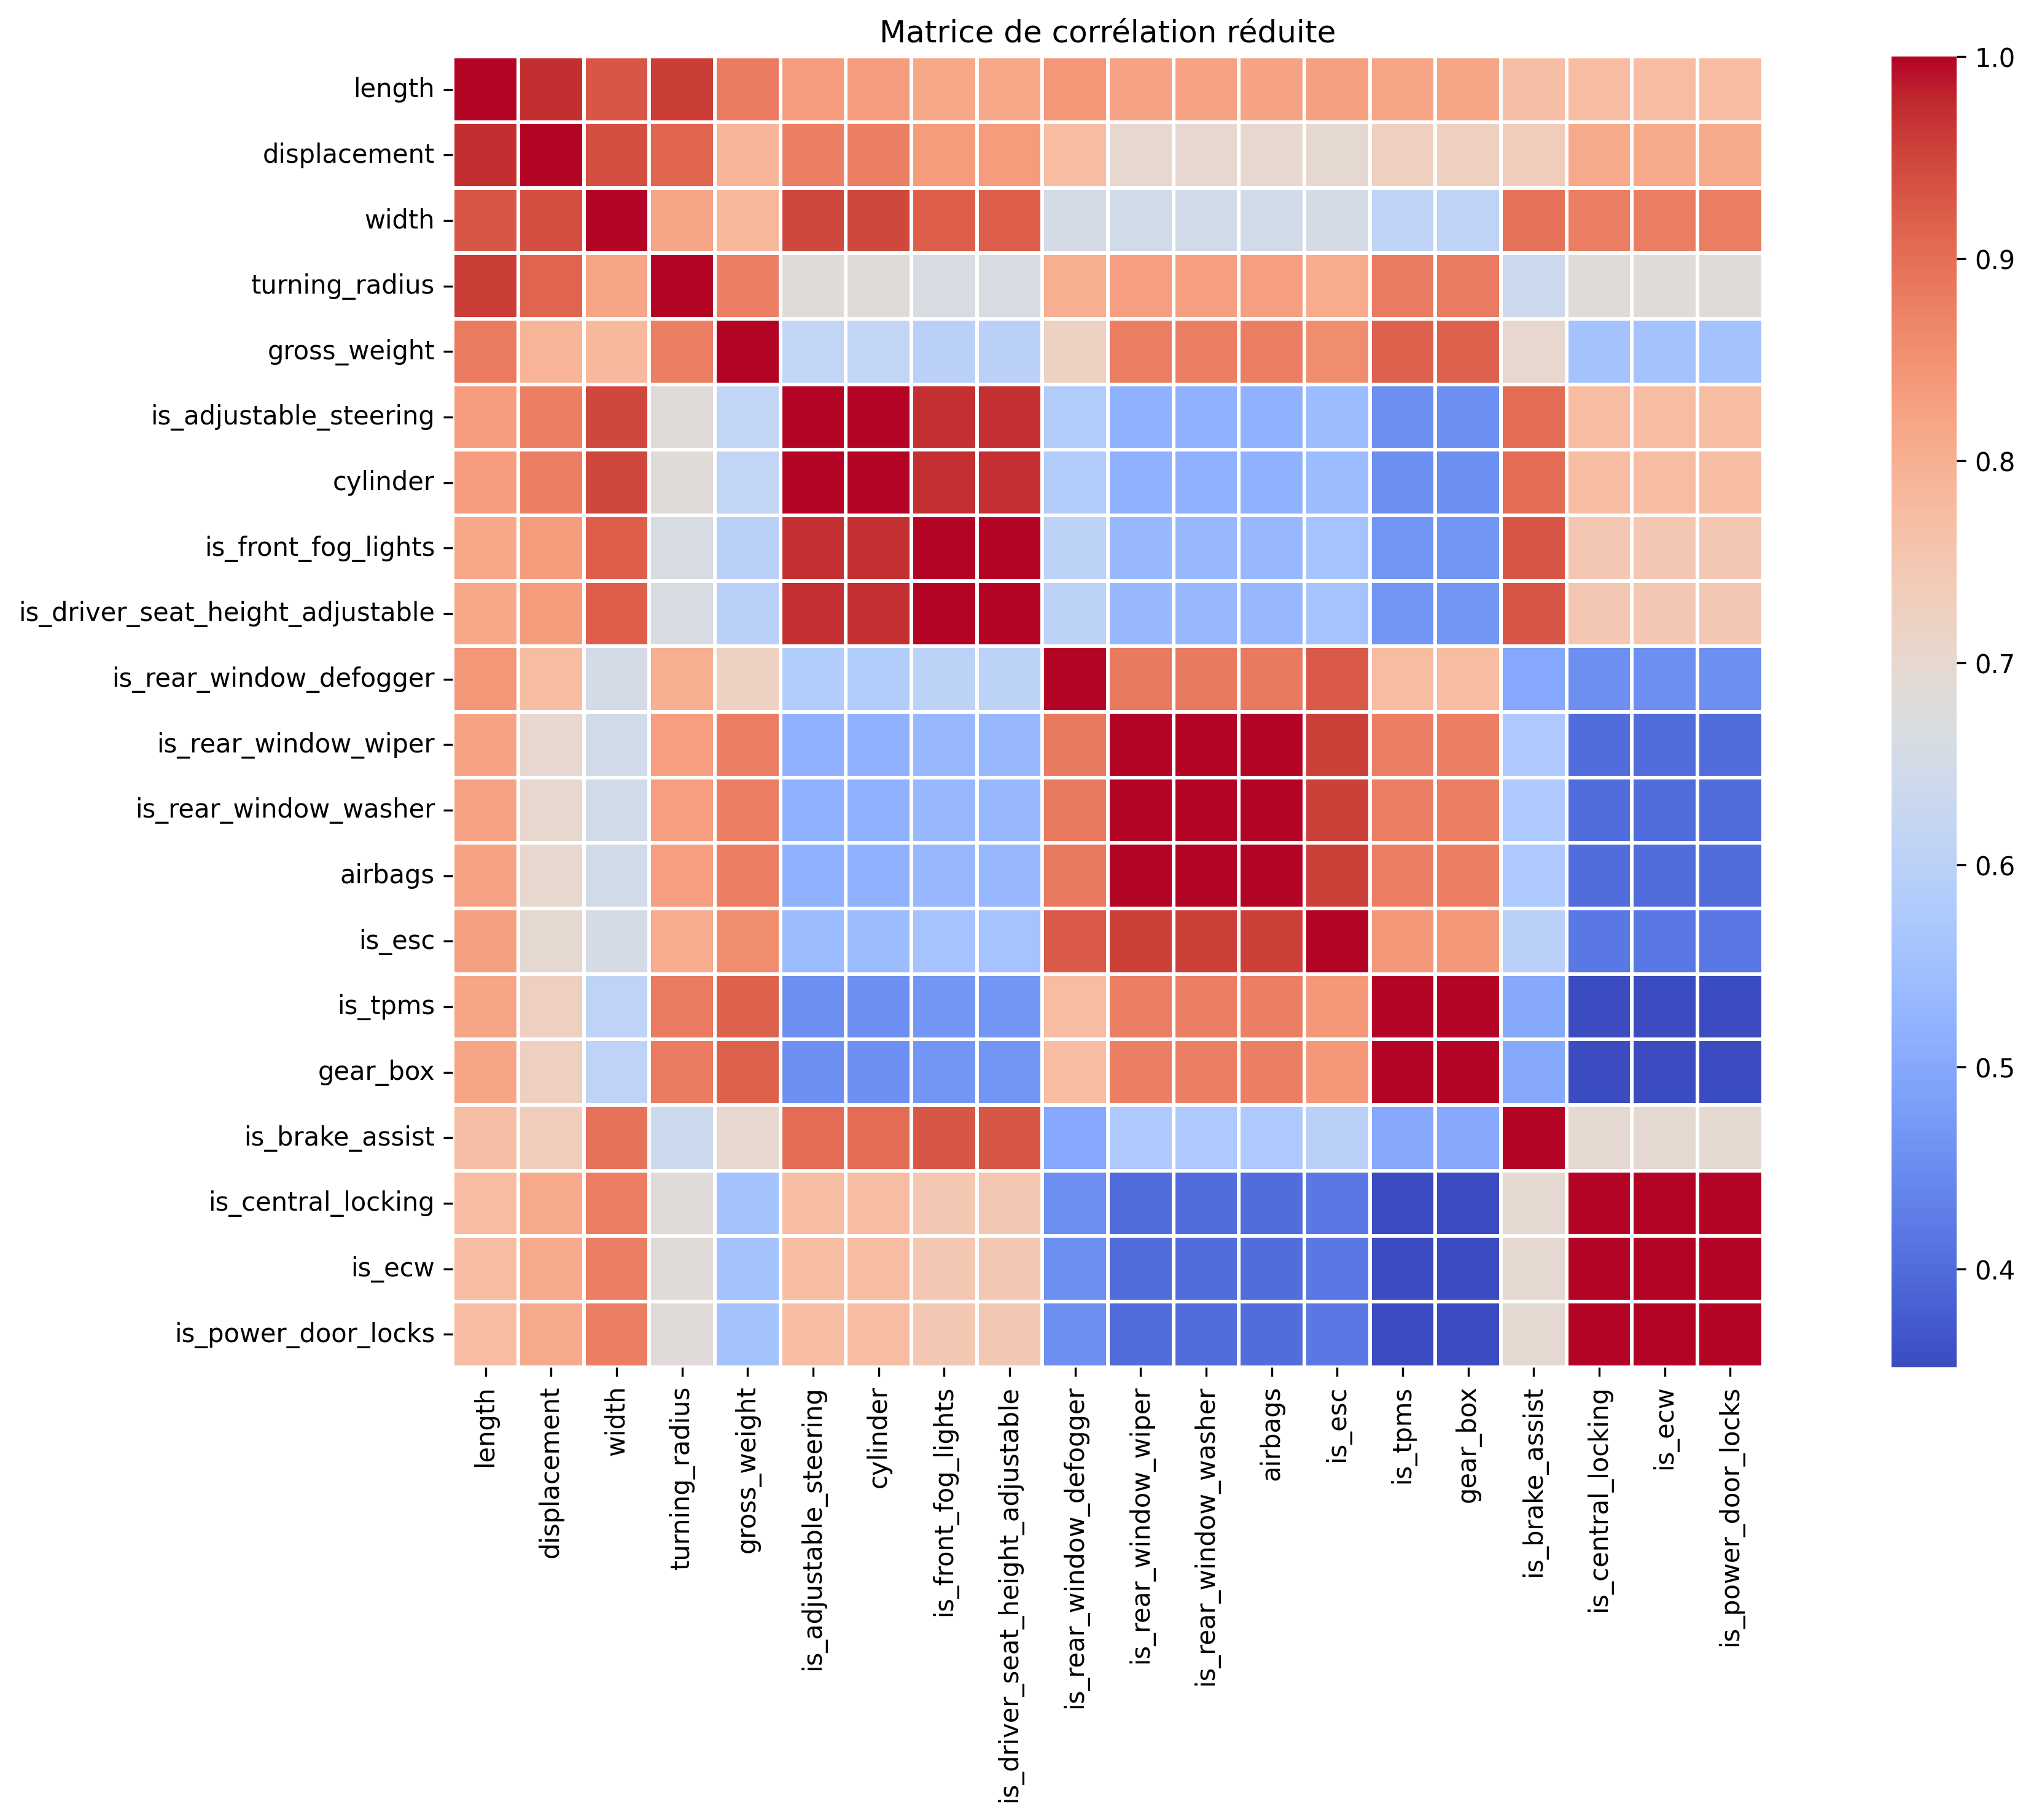 Matrice de corrélation réduite
length
displacement
width
turning_radius
gross_weight
is_adjustable_steering
cylinder
is_front_fog_lights
is_driver_seat_height_adjustable
is_rear_window_defogger
is_rear_window_wiper
is_rear_window_washer
airbags
is_esc
is_tpms
gear_box
is_brake_assist
is_central_locking
is_ecw
is_power_door_locks
length
displacement
width
turning_radius
gross_weight
is_adjustable_steering
cylinder
is_front_fog_lights
is_driver_seat_height_adjustable
is_rear_window_defogger
is_rear_window_wiper
is_rear_window_washer
airbags
is_esc
is_tpms
gear_box
is_brake_assist
is_central_locking
is_ecw
is_power_door_locks
1.0
0.9
0.8
0.7
0.6
0.5
0.4